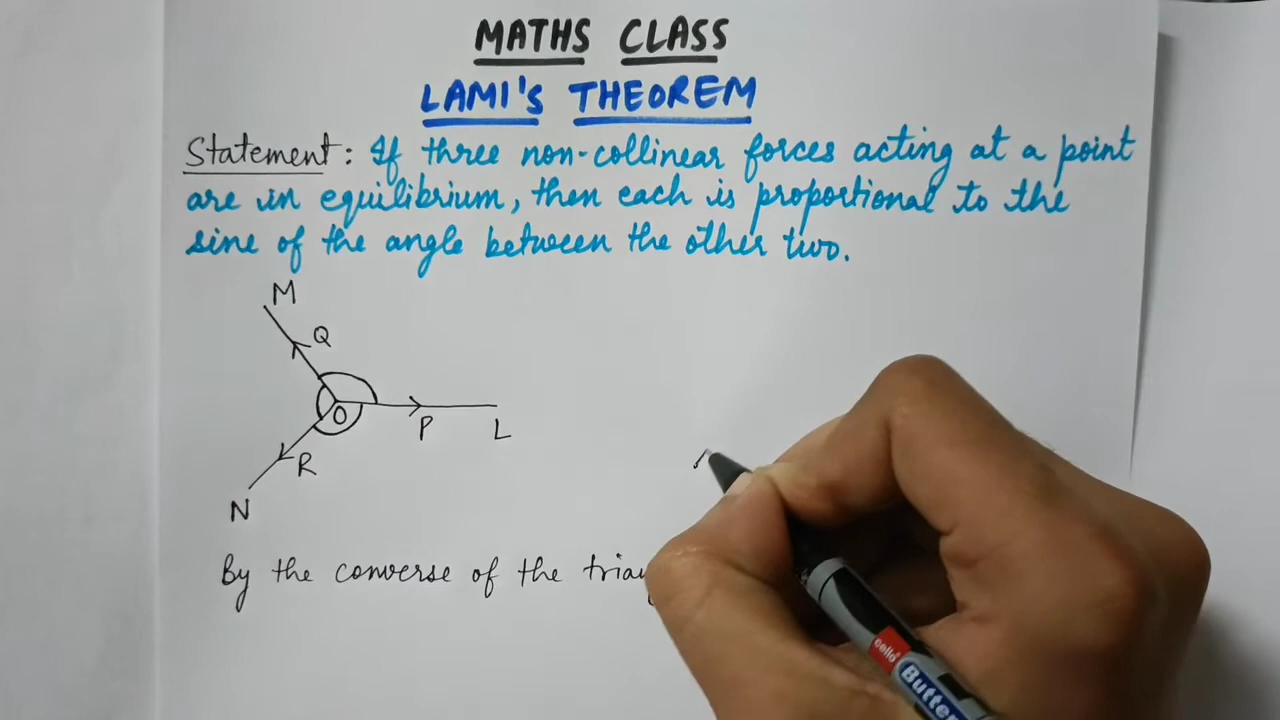 MATHS CLASS
LAMI'S THEOREM
Statement: If three non-collinear forces acting at a point
are in equilibrium, then each is proportional to the
sine of the angle between the other two.
M
Q
O
P
L
R
N
By the converse of the
cello
Butter